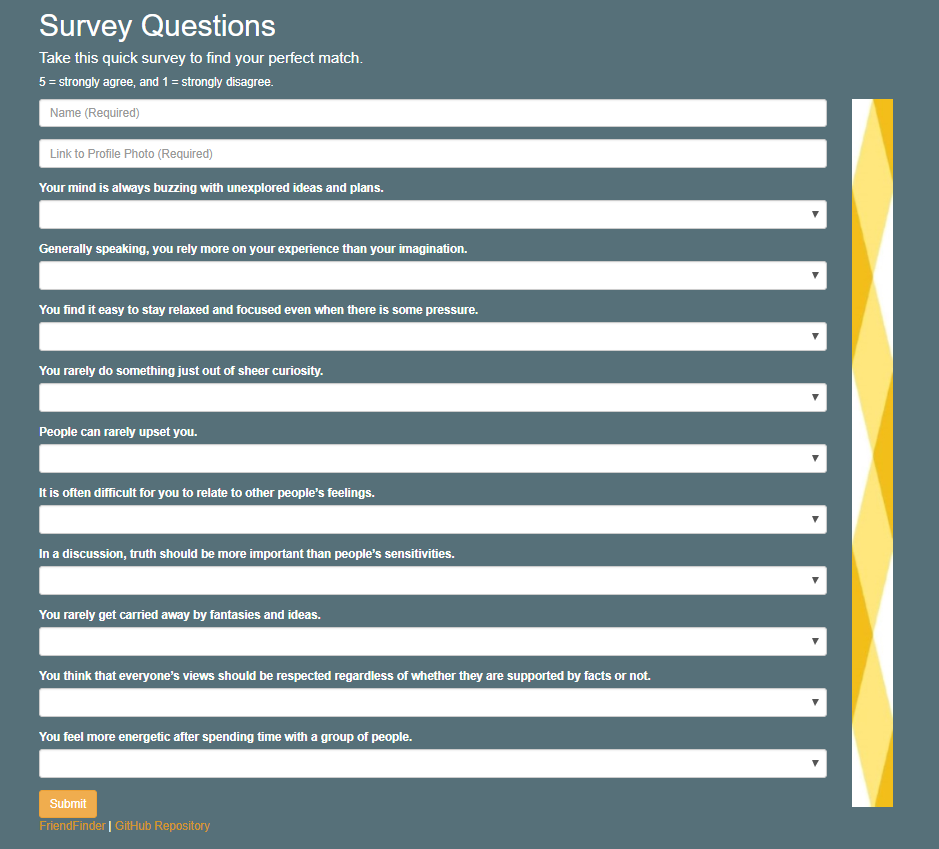 Survey Questions
Take this quick survey to find your perfect match.
5 = strongly agree, and 1 = strongly disagree.
Name (Required)
Link to Profile Photo (Required)
Your mind is always buzzing with unexplored ideas and plans.
Generally speaking, you rely more on your experience than your imagination.
You find it easy to stay relaxed and focused even when there is some pressure.
You rarely do something just out of sheer curiosity.
People can rarely upset you.
It is often difficult for you to relate to other people’s feelings.
In a discussion, truth should be more important than people’s sensitivities.
You rarely get carried away by fantasies and ideas.
You think that everyone’s views should be respected regardless of whether they are supported by facts or not.
You feel more energetic after spending time with a group of people.
Submit
FriendFinder | GitHub Repository